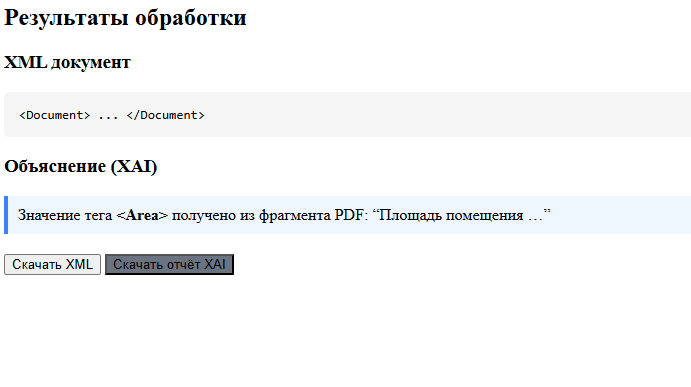 Результаты обработки
XML документ
<Document> ... </Document>
Объяснение (XAI)
Значение тега <Area> получено из фрагмента PDF: “Площадь помещения …”
Скачать XML Скачать отчёт XAI